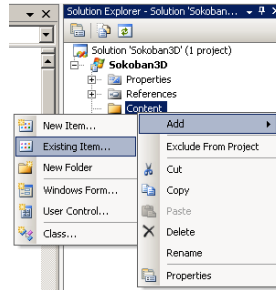 Solution Explorer - Solution 'Sokoban...
Solution 'Sokoban3D' (1 project)
Sokoban3D
Properties
References
Content
Add
Exclude From Project
Cut
Copy
Paste
Delete
Rename
Properties
New Item...
Existing Item...
New Folder
Windows Form...
User Control...
Class...